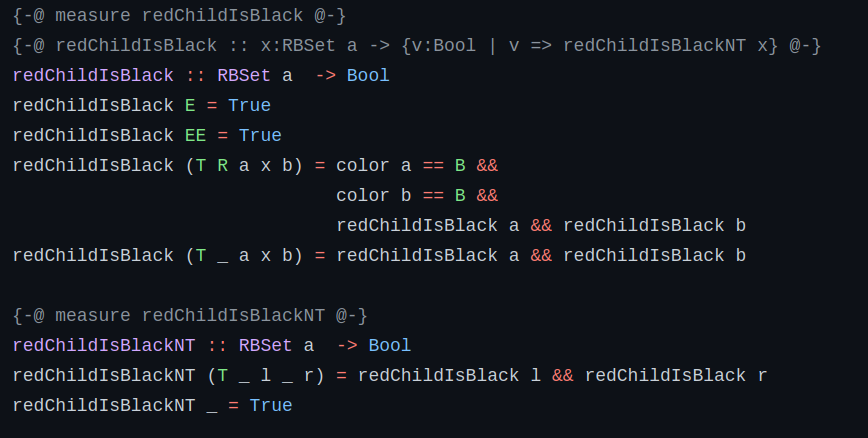 {-@ measure redChildIsBlack @-}
{-@ redChildIsBlack :: x:RBSet a -> {v:Bool | v => redChildIsBlackNT x} @-}
redChildIsBlack :: RBSet a  -> Bool
redChildIsBlack E = True
redChildIsBlack EE = True
redChildIsBlack (T R a x b) = color a == B &&
                              color b == B &&
                              redChildIsBlack a && redChildIsBlack b
redChildIsBlack (T _ a x b) = redChildIsBlack a && redChildIsBlack b

{-@ measure redChildIsBlackNT @-}
redChildIsBlackNT :: RBSet a  -> Bool
redChildIsBlackNT (T _ l _ r) = redChildIsBlack l && redChildIsBlack r
redChildIsBlackNT _ = True